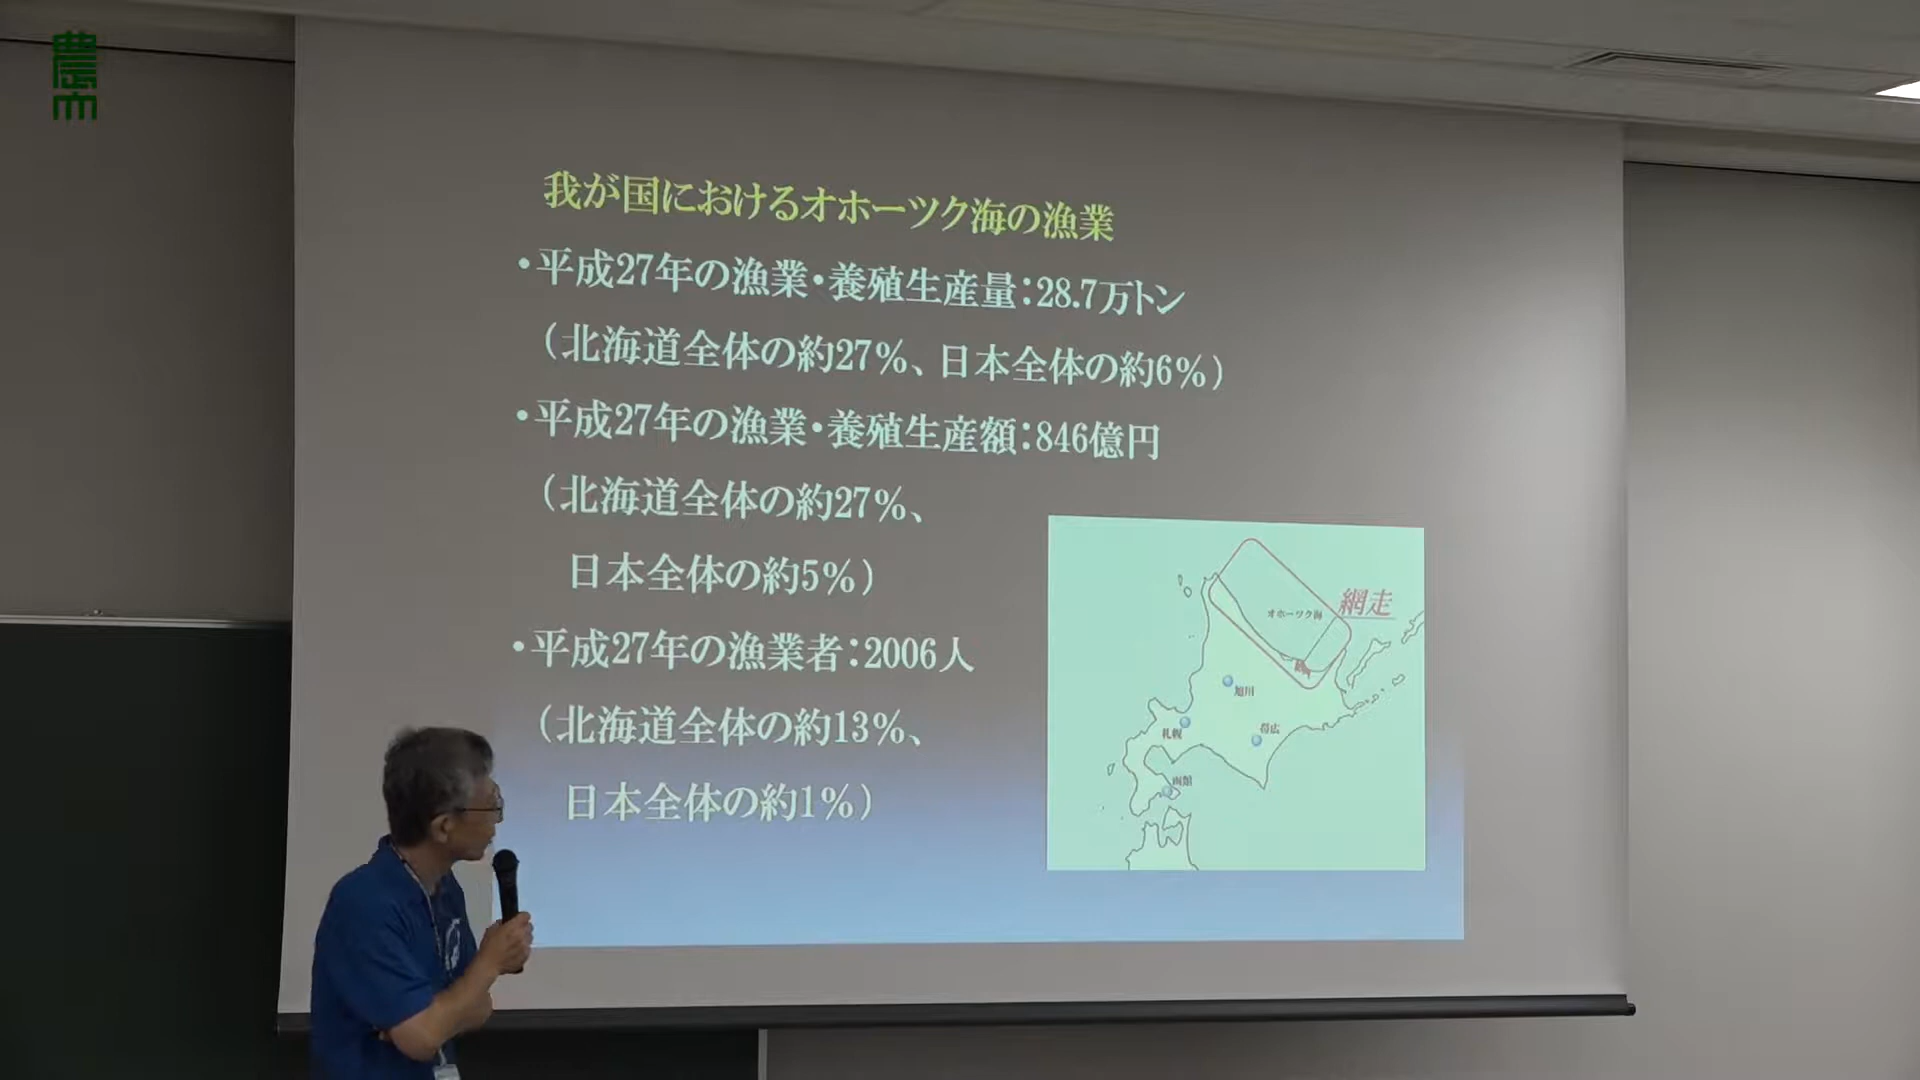 農大
我が国におけるオホーツク海の漁業
・平成27年の漁業・養殖生産量：28.7万トン
（北海道全体の約27％、日本全体の約6％）
・平成27年の漁業・養殖生産額：846億円
（北海道全体の約27％、
日本全体の約5％）
・平成27年の漁業者：2006人
（北海道全体の約13％、
日本全体の約1％）
網走
オホーツク海
旭川
帯広
札幌
函館